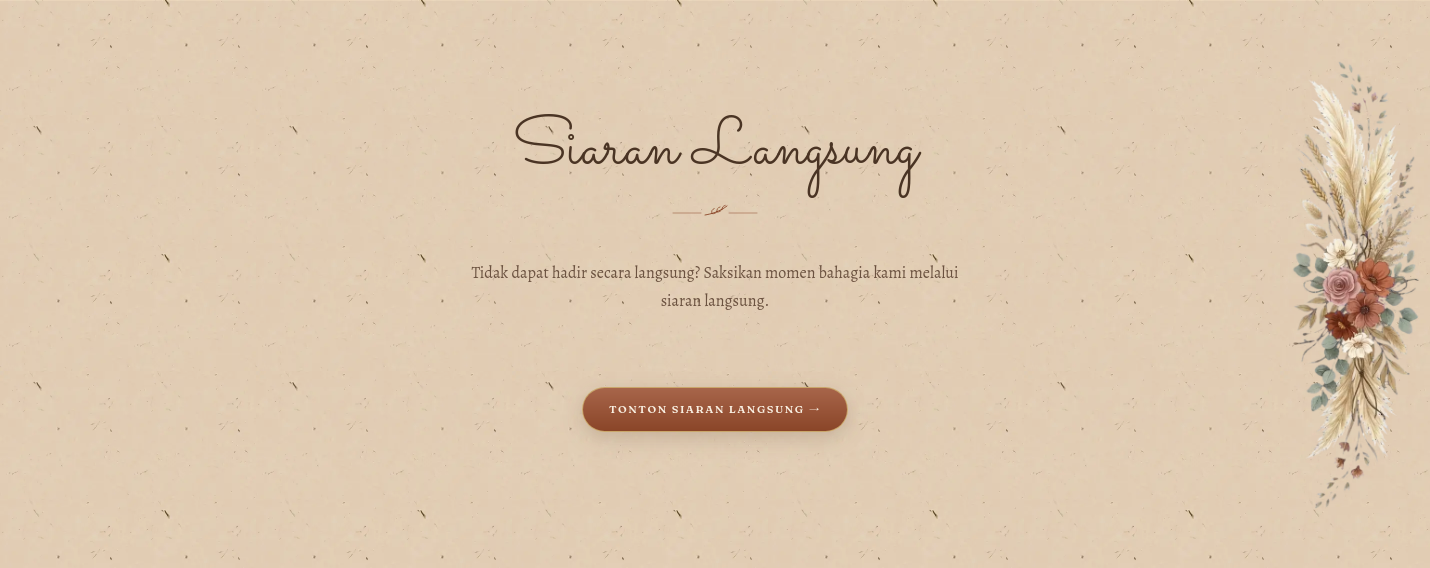 Siaran Langsung
Tidak dapat hadir secara langsung? Saksikan momen bahagia kami melalui
siaran langsung.
TONTON SIARAN LANGSUNG →